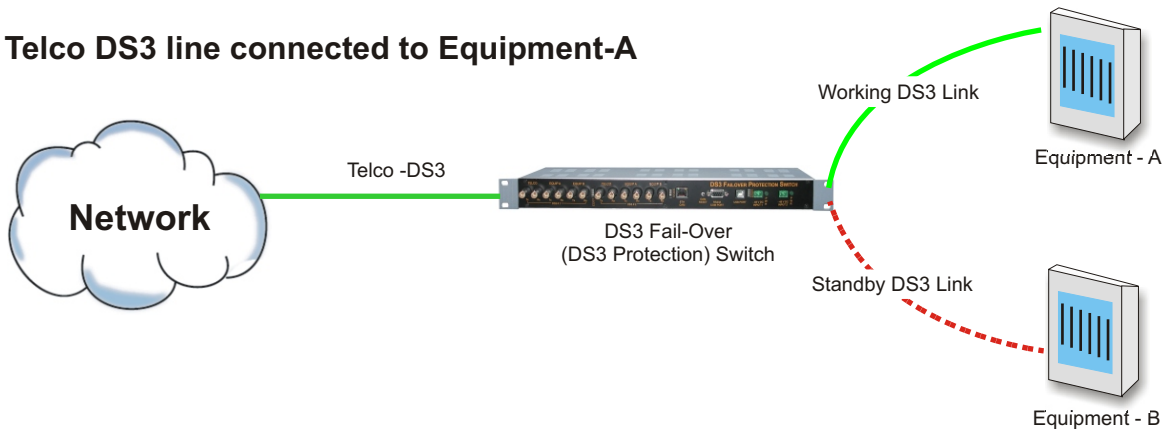 Telco DS3 line connected to Equipment-A
Working DS3 Link
Equipment - A
Telco -DS3
Network
DS3 FAILOVER PROTECTION SWITCH
DS3 Fail-Over
(DS3 Protection) Switch
Standby DS3 Link
Equipment - B